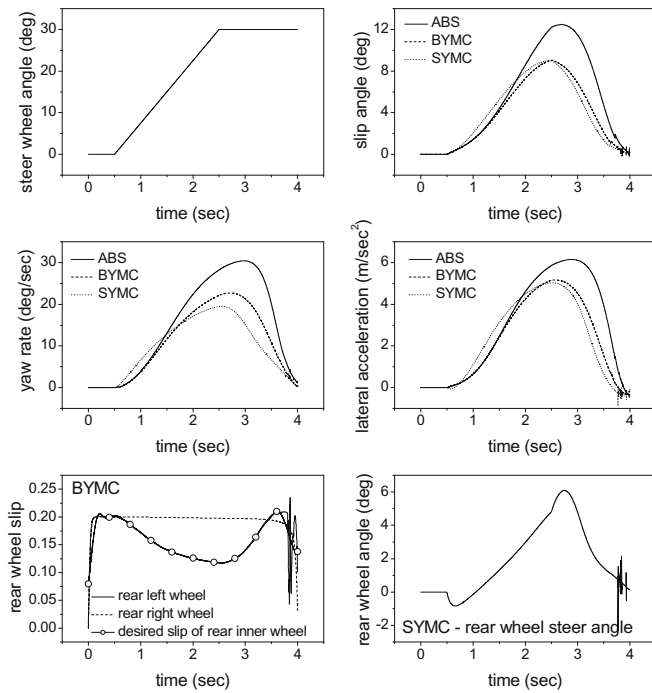 steer wheel angle (deg)
30
20
10
0
0 1 2 3 4
time (sec)
slip angle (deg)
12
8
4
0
ABS
BYMC
SYMC
0 1 2 3 4
time (sec)
yaw rate (deg/sec)
30
20
10
0
ABS
BYMC
SYMC
0 1 2 3 4
time (sec)
lateral acceleration (m/sec²)
6
4
2
0
ABS
BYMC
SYMC
0 1 2 3 4
time (sec)
rear wheel slip
0.25
0.20
0.15
0.10
0.05
0.00
BYMC
rear left wheel
rear right wheel
desired slip of rear inner wheel
0 1 2 3 4
time (sec)
rear wheel angle (deg)
6
4
2
0
-2
SYMC - rear wheel steer angle
0 1 2 3 4
time (sec)